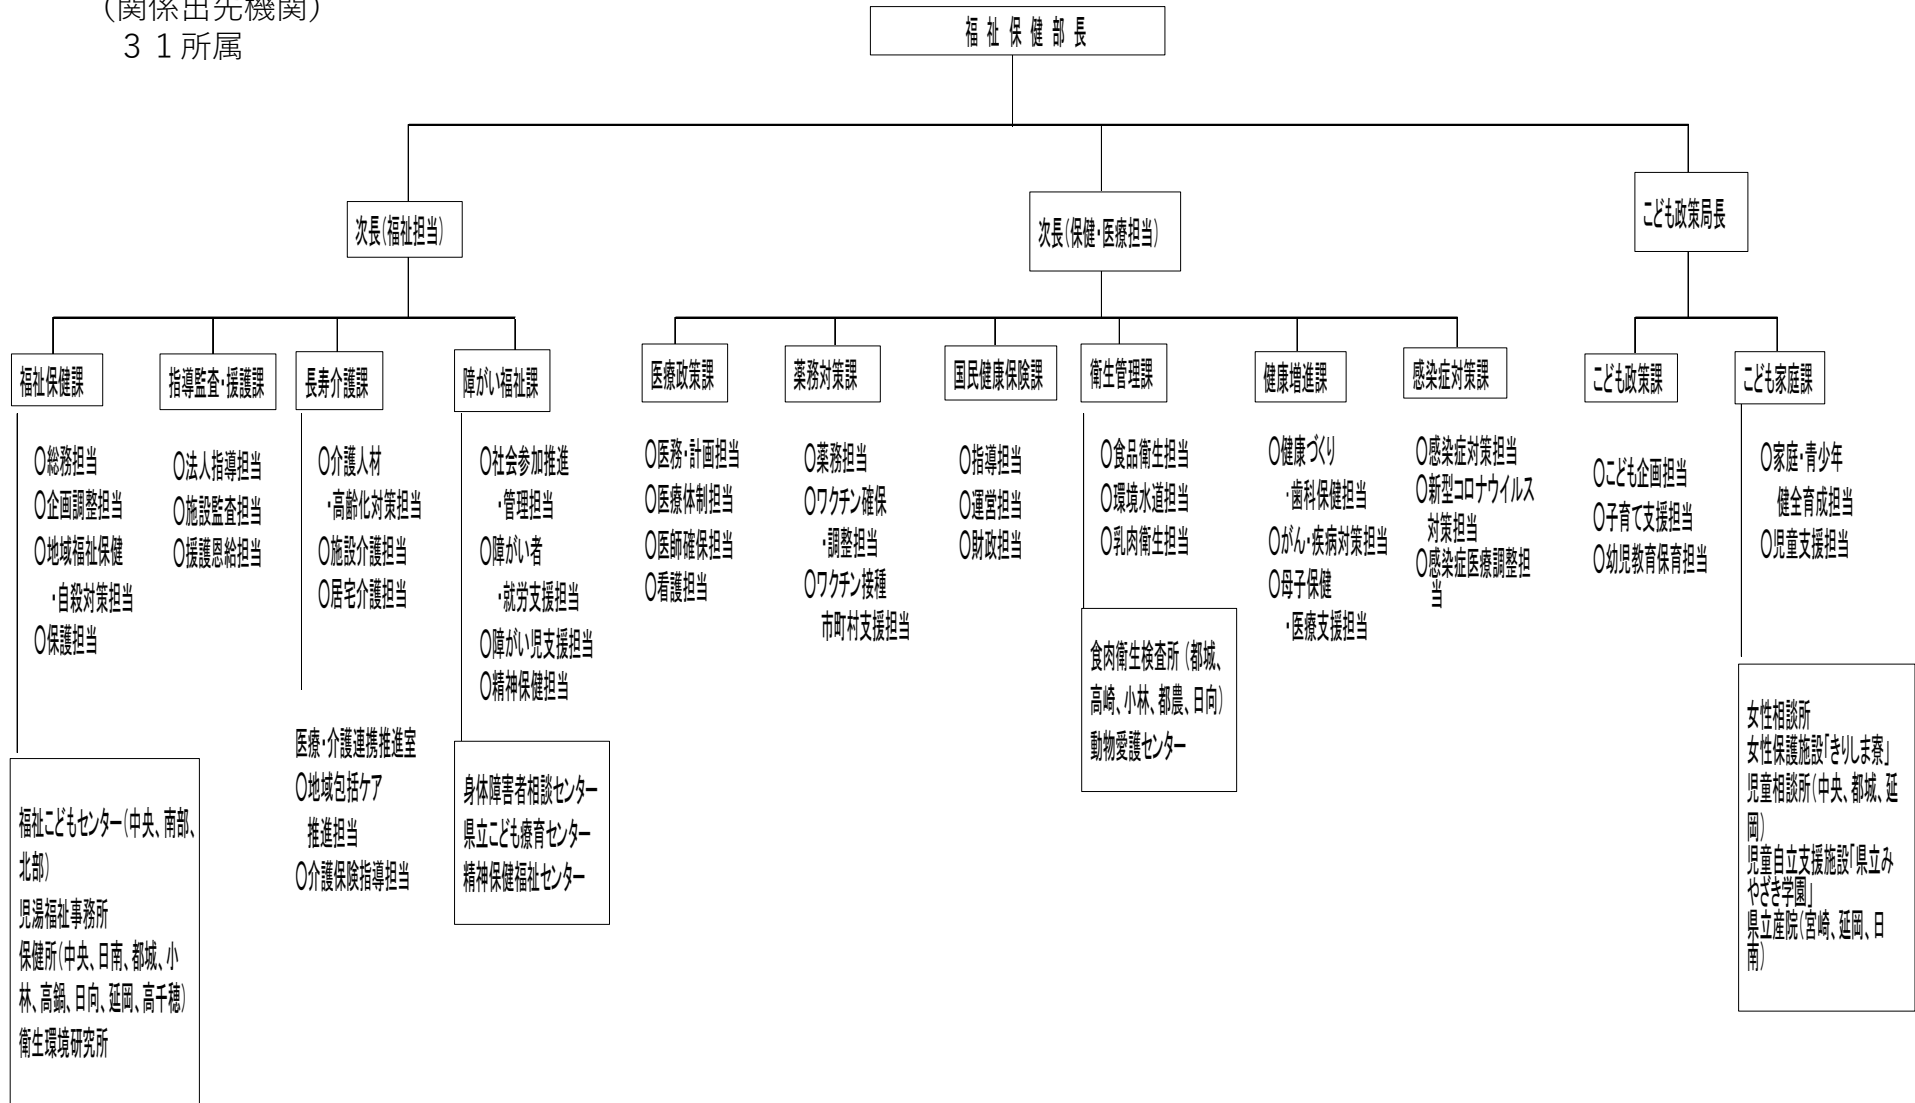 （関係出先機関）
３１所属
福祉保健部長
次長(福祉担当)
次長(保健・医療担当)
こども政策局長
福祉保健課
○総務担当
○企画調整担当
○地域福祉保健
・自殺対策担当
○保護担当
福祉こどもセンター(中央、南部、
北部)
児湯福祉事務所
保健所(中央、日南、都城、小
林、高鍋、日向、延岡、高千穂)
衛生環境研究所
指導監査・援護課
○法人指導担当
○施設監査担当
○援護恩給担当
長寿介護課
○介護人材
・高齢化対策担当
○施設介護担当
○居宅介護担当
医療・介護連携推進室
○地域包括ケア
推進担当
○介護保険指導担当
障がい福祉課
○社会参加推進
・管理担当
○障がい者
・就労支援担当
○障がい児支援担当
○精神保健担当
身体障害者相談センター
県立こども療育センター
精神保健福祉センター
医療政策課
○医務・計画担当
○医療体制担当
○医師確保担当
○看護担当
薬務対策課
○薬務担当
○ワクチン確保
・調整担当
○ワクチン接種
市町村支援担当
国民健康保険課
○指導担当
○運営担当
○財政担当
衛生管理課
○食品衛生担当
○環境水道担当
○乳肉衛生担当
食肉衛生検査所（都城、
高崎、小林、都農、日向)
動物愛護センター
健康増進課
○健康づくり
・歯科保健担当
○がん・疾病対策担当
○母子保健
・医療支援担当
感染症対策課
○感染症対策担当
○新型コロナウイルス
対策担当
○感染症医療調整担
当
こども政策課
○こども企画担当
○子育て支援担当
○幼児教育保育担当
こども家庭課
○家庭・青少年
健全育成担当
○児童支援担当
女性相談所
女性保護施設｢きりしま寮｣
児童相談所(中央、都城、延
岡)
児童自立支援施設｢県立み
やざき学園｣
県立産院(宮崎、延岡、日
南)